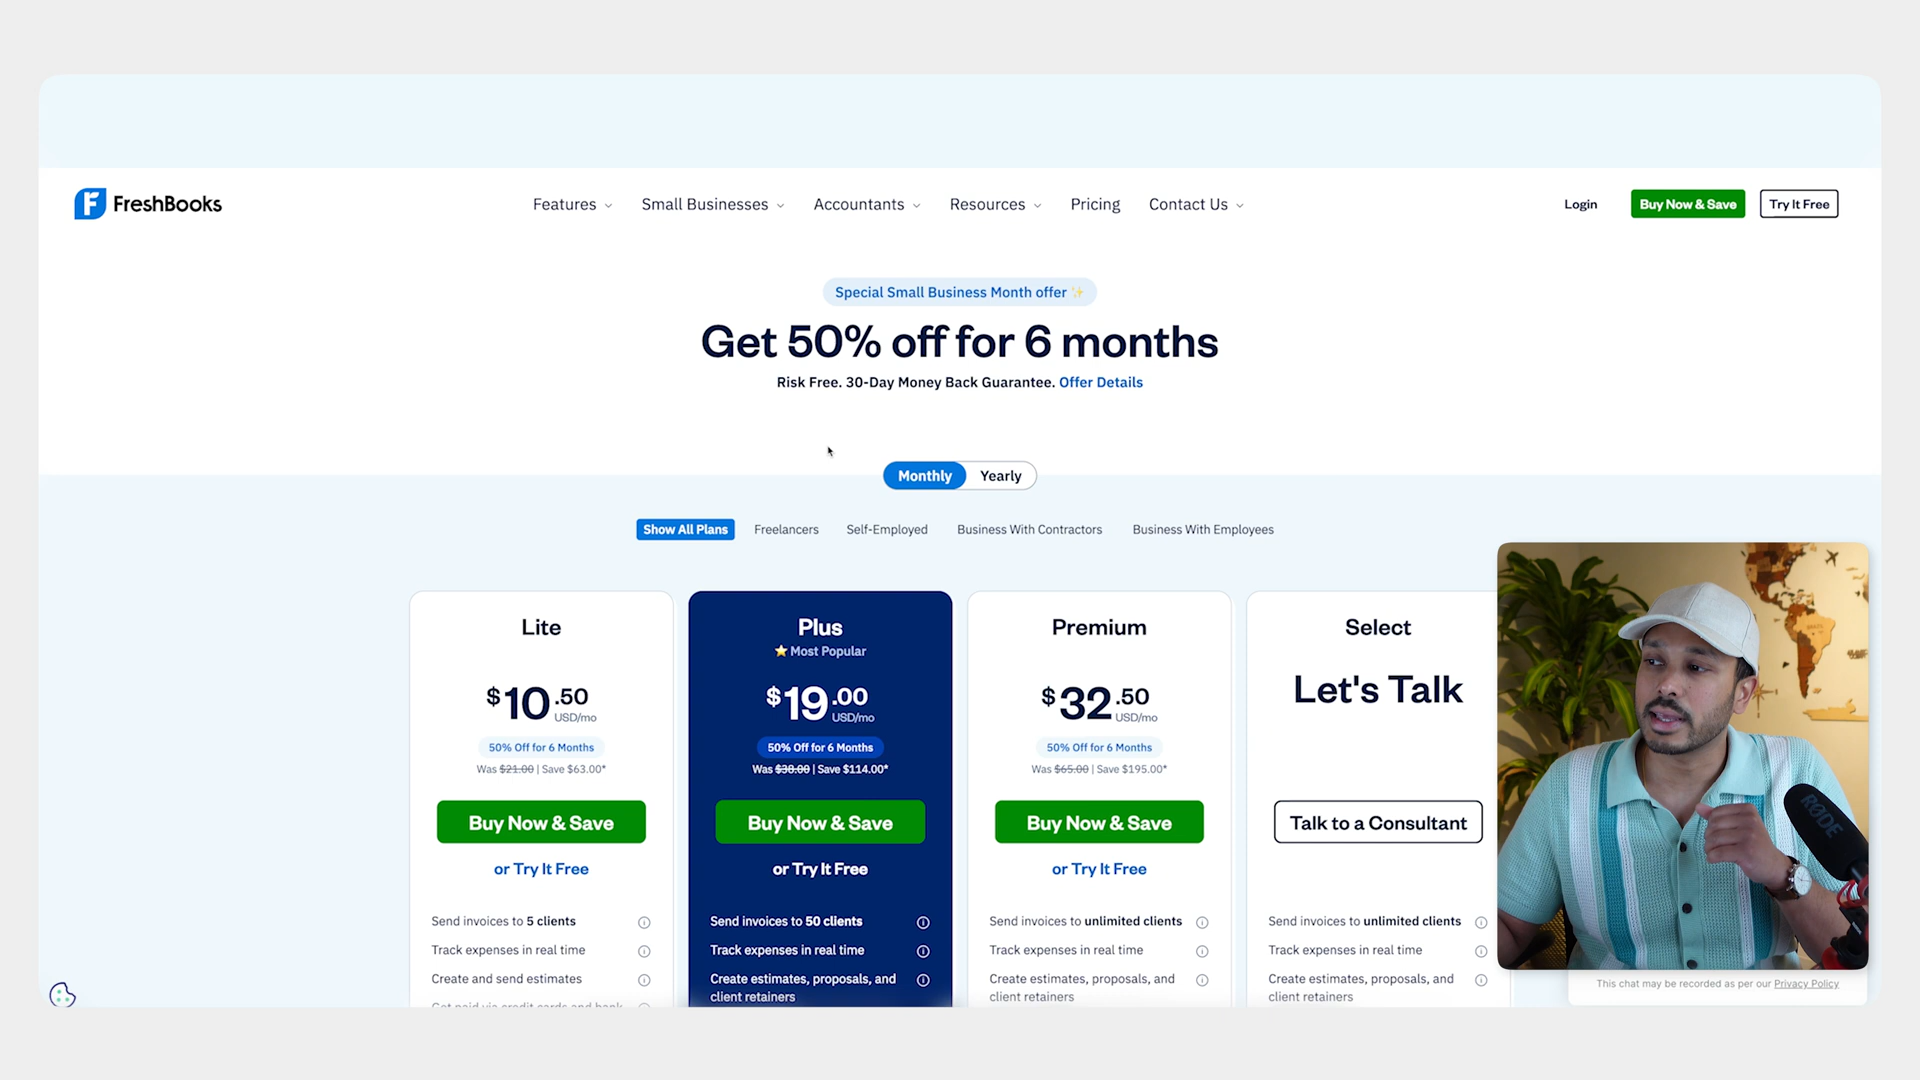 FreshBooks
Features
Small Businesses
Accountants
Resources
Pricing
Contact Us
Login
Buy Now & Save
Try It Free
Special Small Business Month offer
Get 50% off for 6 months
Risk Free. 30-Day Money Back Guarantee. Offer Details
Monthly
Yearly
Show All Plans
Freelancers
Self-Employed
Business With Contractors
Business With Employees
Lite
$10.50
USD/mo
50% Off for 6 Months
Was $21.00 | Save $63.00*
Buy Now & Save
or Try It Free
Send invoices to 5 clients
Track expenses in real time
Create and send estimates
Get paid via credit cards and bank
Plus
Most Popular
$19.00
USD/mo
50% Off for 6 Months
Was $38.00 | Save $114.00*
Buy Now & Save
or Try It Free
Send invoices to 50 clients
Track expenses in real time
Create estimates, proposals, and
client retainers
Premium
$32.50
USD/mo
50% Off for 6 Months
Was $65.00 | Save $195.00*
Buy Now & Save
or Try It Free
Send invoices to unlimited clients
Track expenses in real time
Create estimates, proposals, and
client retainers
Select
Let's Talk
Talk to a Consultant
Send invoices to unlimited clients
Track expenses in real time
Create estimates, proposals, and
client retainers
BRAZIL
RØDE
This chat may be recorded as per our Privacy Policy